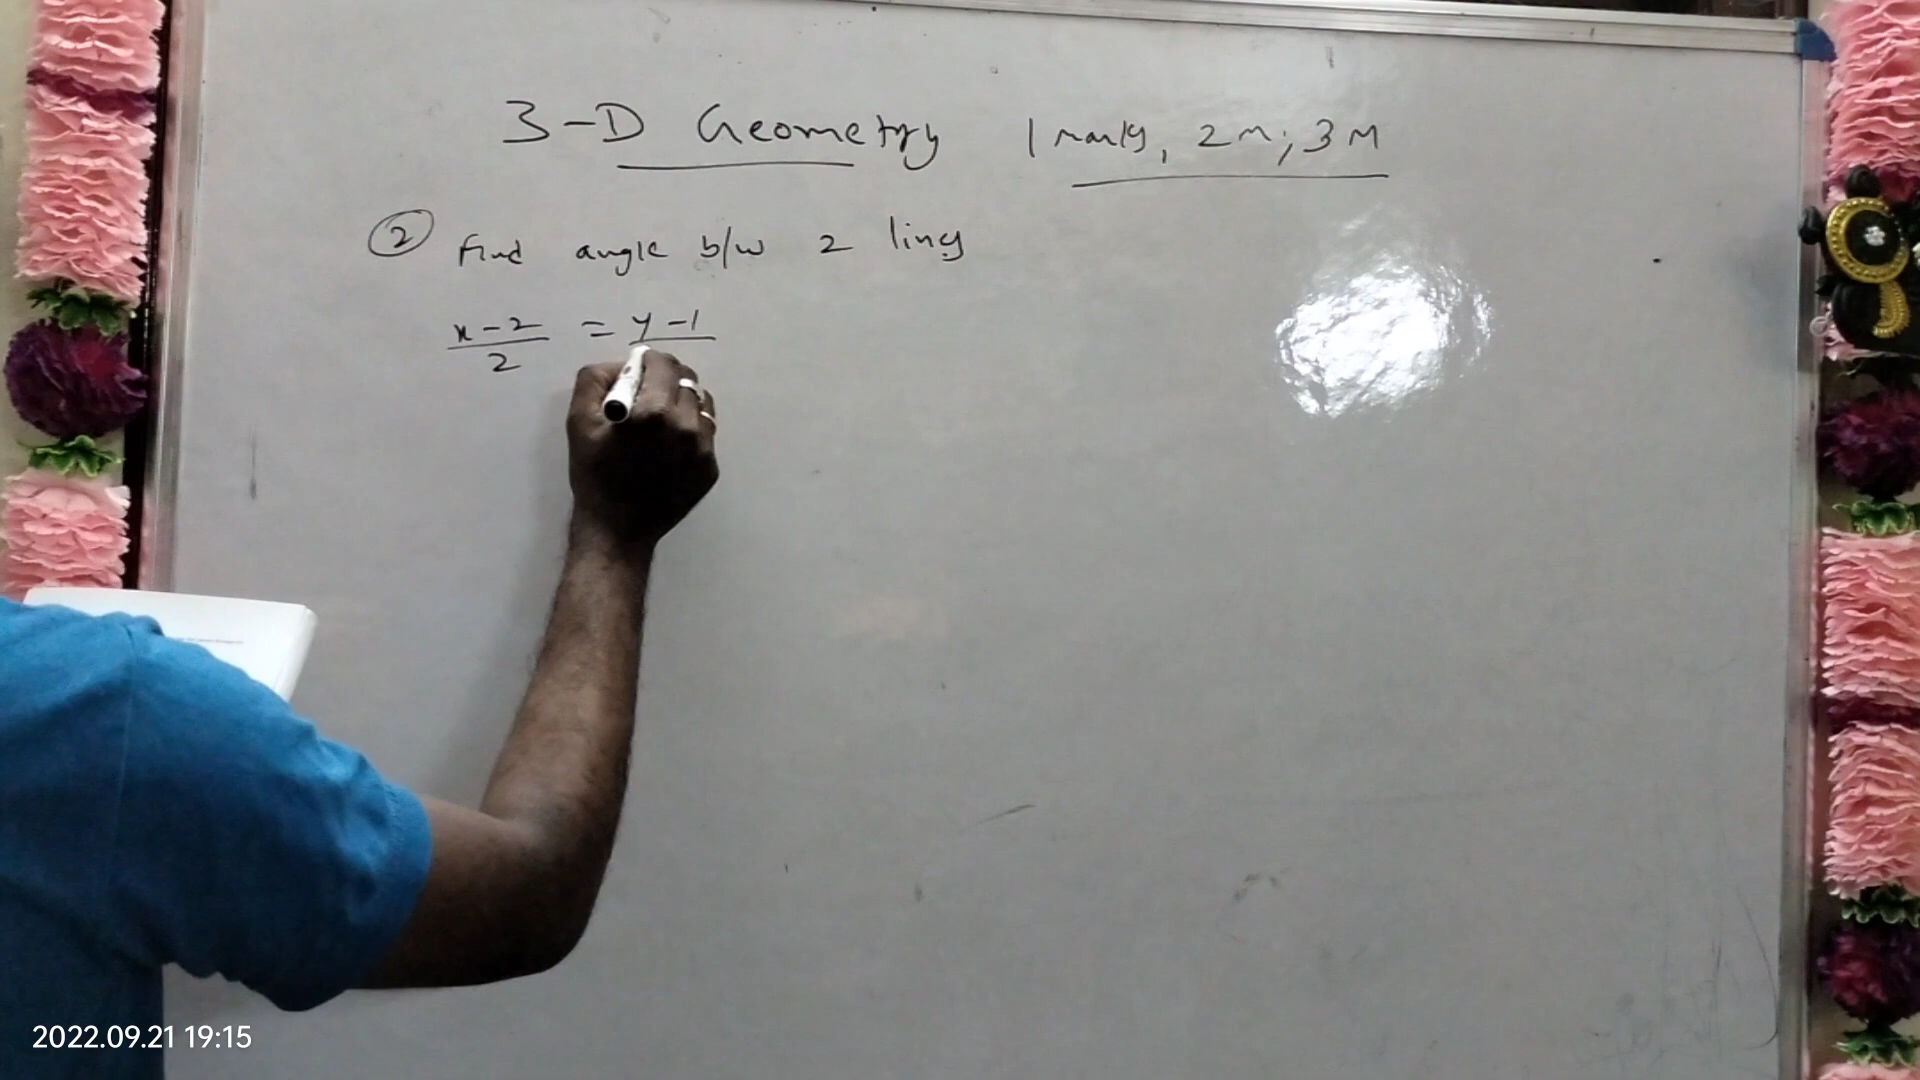 3-D Geometry 1 marks, 2M, 3M
② Find angle b/w 2 lines
x-2/2 = y-1
2022.09.21 19:15